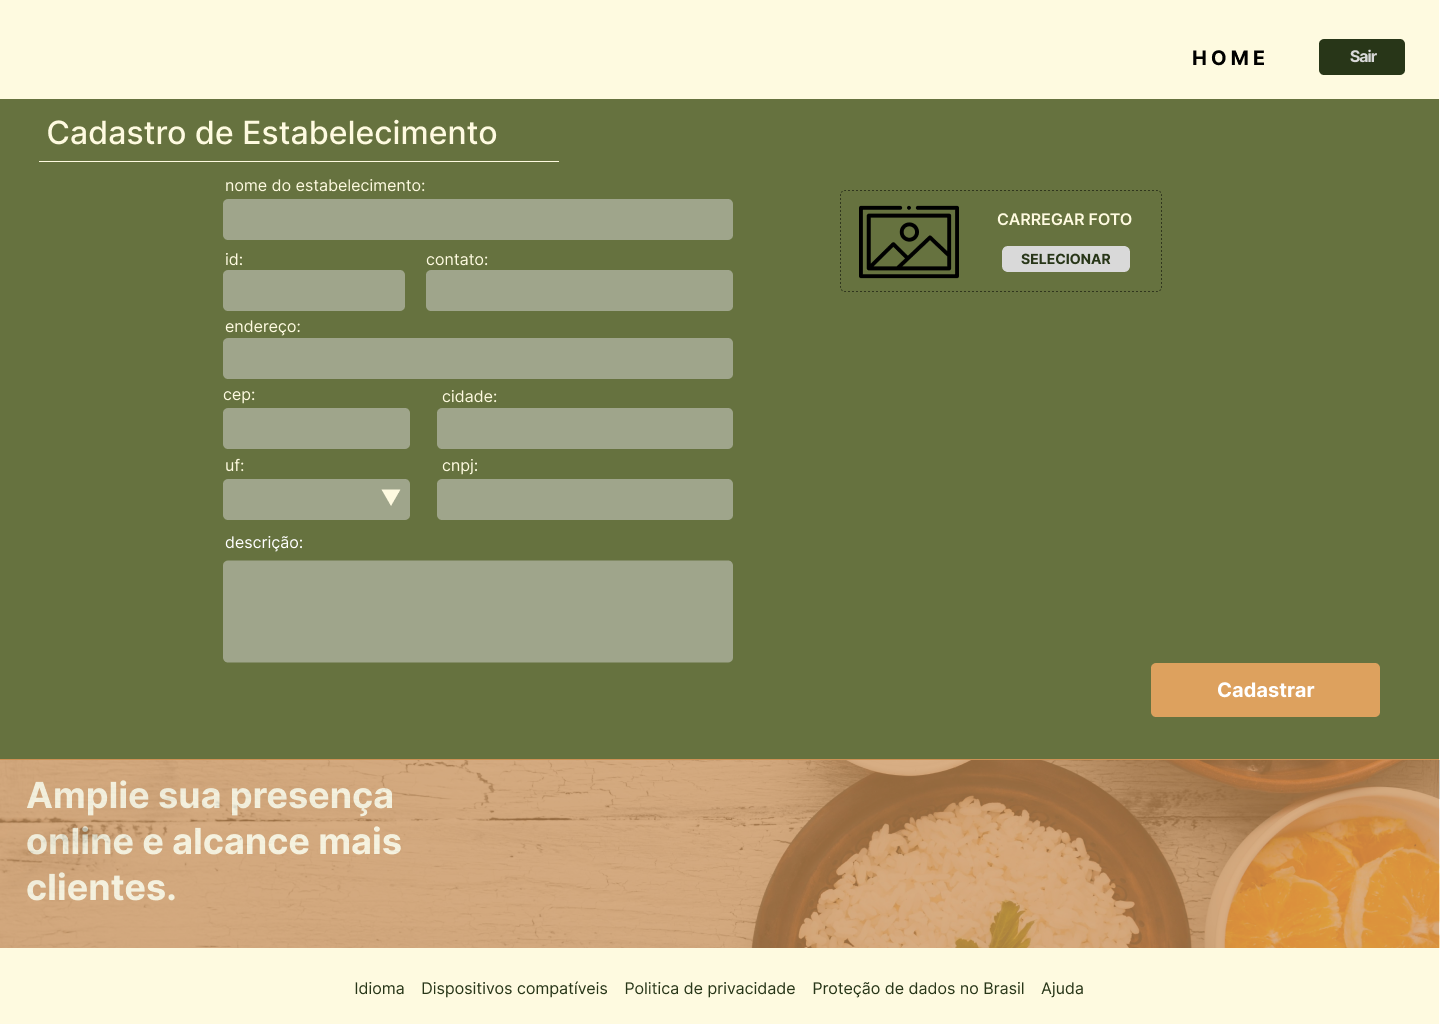 HOME
Sair
Cadastro de Estabelecimento
nome do estabelecimento:
id:
contato:
endereço:
cep:
cidade:
uf:
cnpj:
descrição:
CARREGAR FOTO
SELECIONAR
Cadastrar
Amplie sua presença
online e alcance mais
clientes.
Idioma Dispositivos compatíveis Politica de privacidade Proteção de dados no Brasil Ajuda